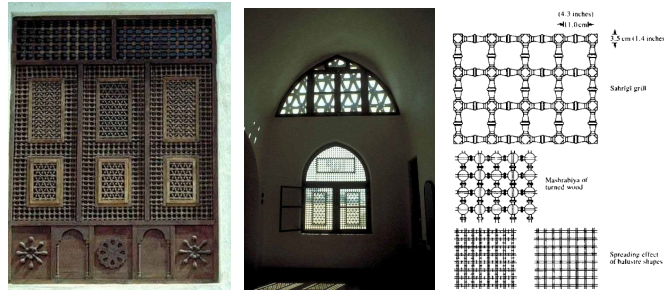 (4.3 inches)
11.0cm
3.5 cm (1.4 inches
Sahrigi grill
Mashrabiya of
turned wood
Spreading effect
of balustre shapes